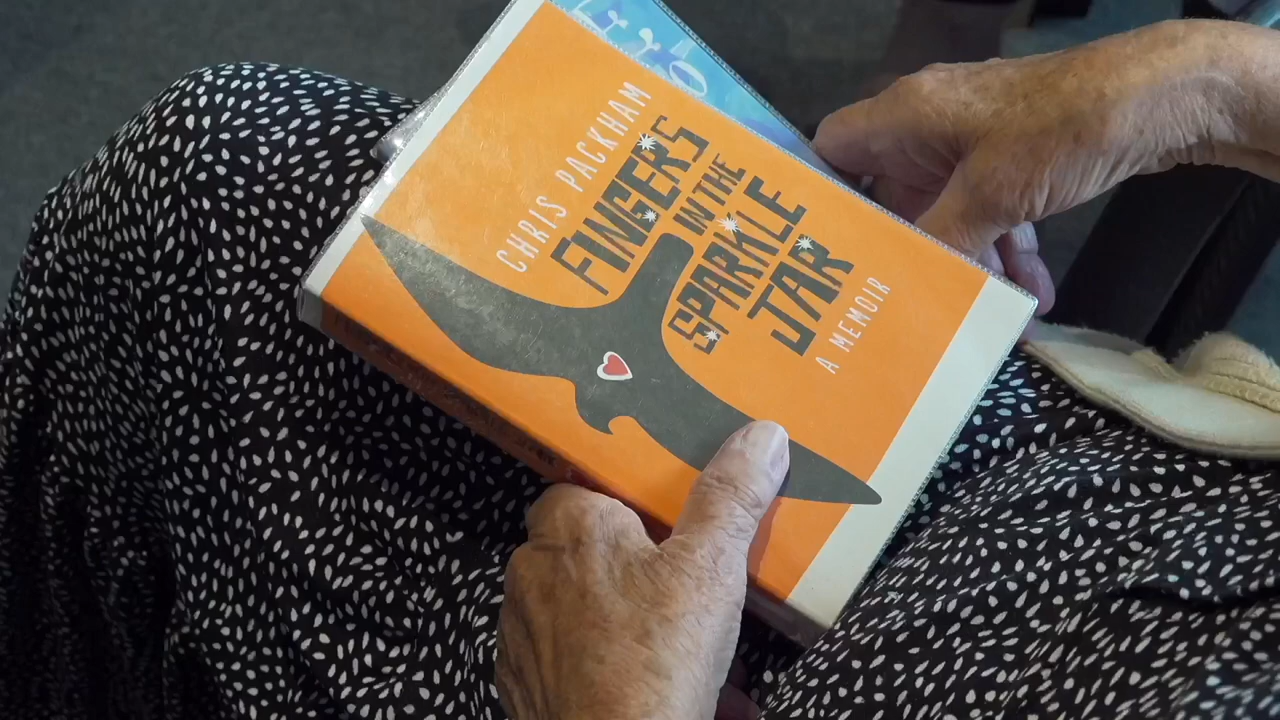 CHRIS PACKHAM
FINGERS
IN THE
SPARKLE
JAR
A MEMOIR